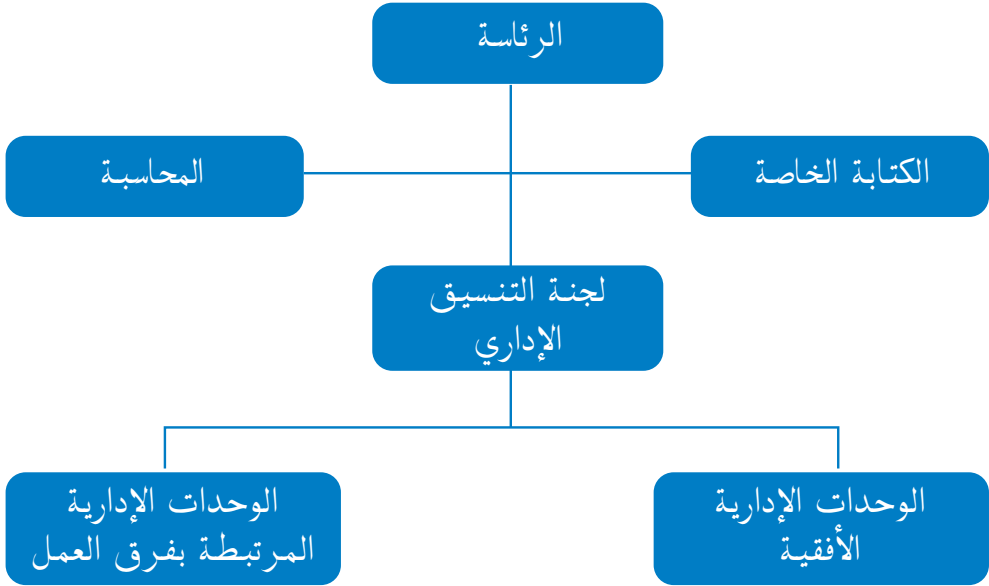 الرئاسة
الكتابة الخاصة
المحاسبة
لجنة التنسيق
الإداري
الوحدات الإدارية
الأفقية
الوحدات الإدارية
المرتبطة بفرق العمل